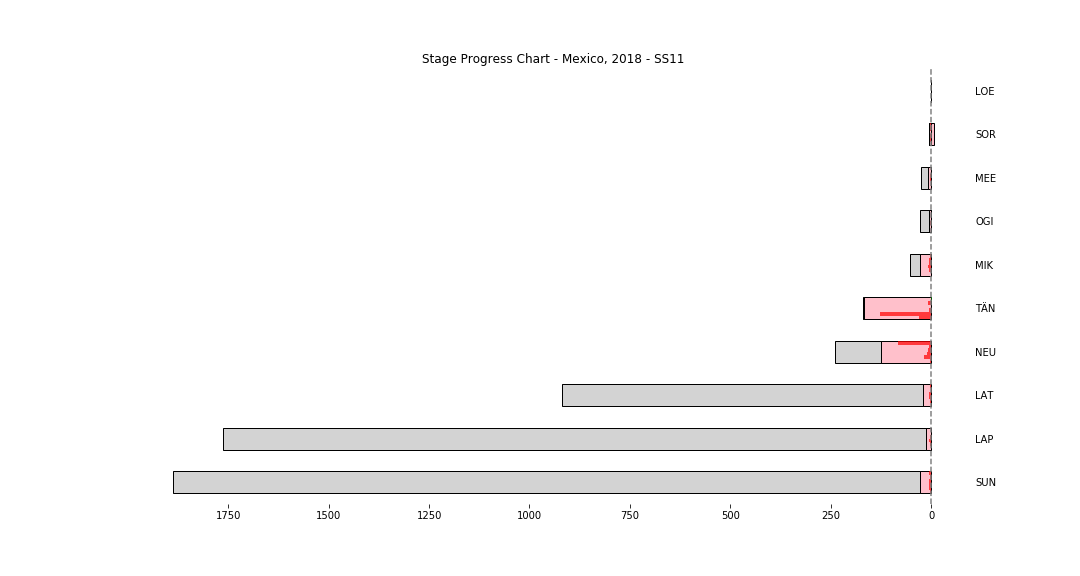 Stage Progress Chart - Mexico, 2018 - SS11
LOE
SOR
MEE
OGI
MIK
TÄN
NEU
LAT
LAP
SUN
1750 1500 1250 1000 750 500 250 0